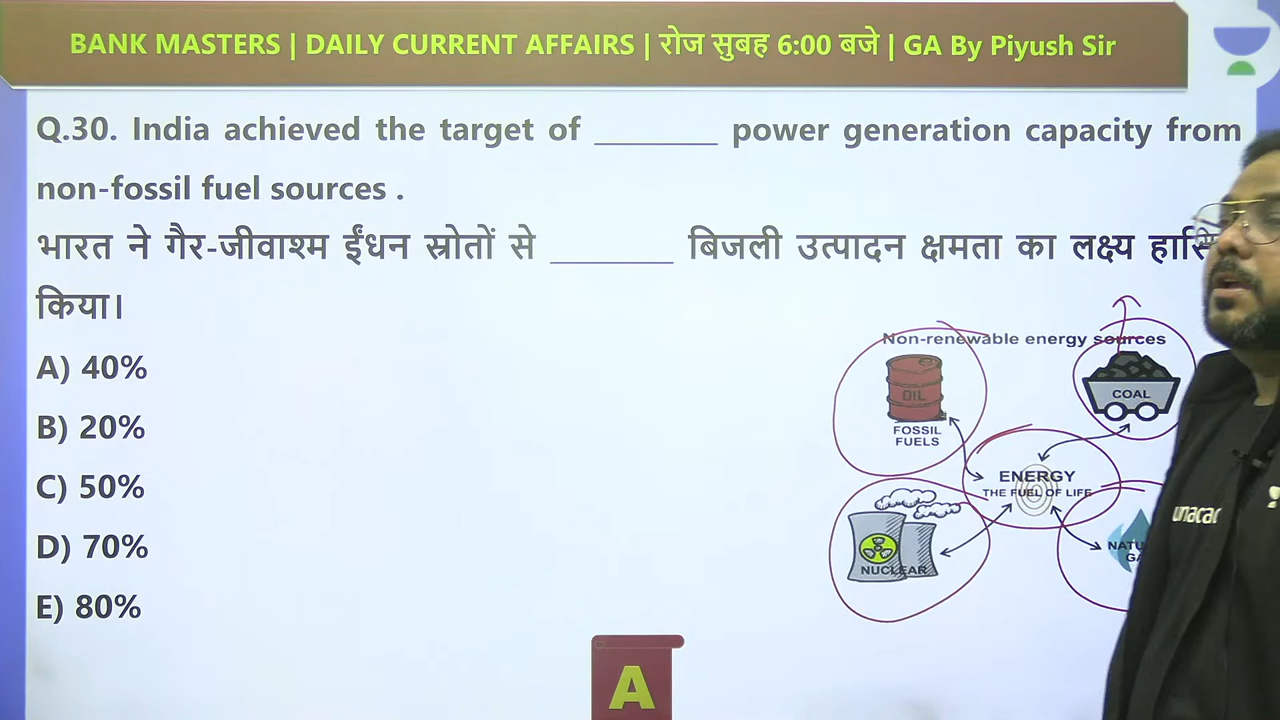 BANK MASTERS | DAILY CURRENT AFFAIRS | रोज सुबह 6:00 बजे | GA By Piyush Sir
Q.30. India achieved the target of ________ power generation capacity from
non-fossil fuel sources .
भारत ने गैर-जीवाश्म ईंधन स्रोतों से ________ बिजली उत्पादन क्षमता का लक्ष्य
किया।
A) 40%
B) 20%
C) 50%
D) 70%
E) 80%
Non-renewable energy sources
OIL
FOSSIL
FUELS
COAL
ENERGY
THE FUEL OF LIFE
NUCLEAR
A